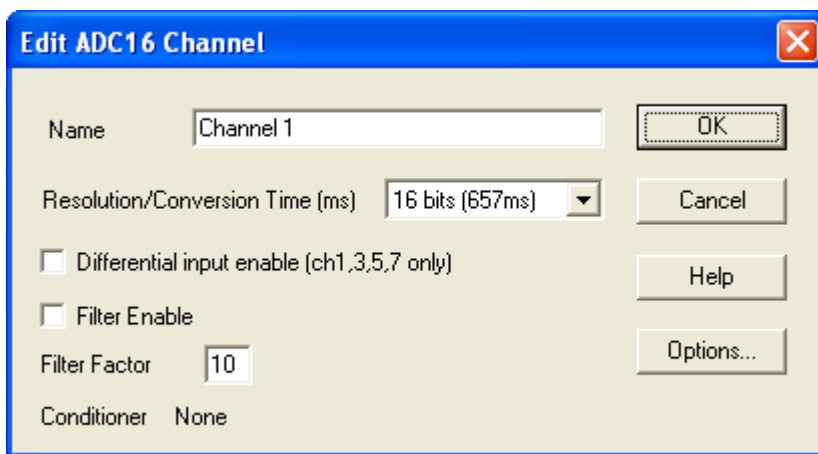 Edit ADC16 Channel
Name Channel 1 OK
Resolution/Conversion Time (ms) 16 bits (657ms) Cancel
Differential input enable (ch1,3,5,7 only) Help
Filter Enable
Filter Factor 10 Options...
Conditioner None